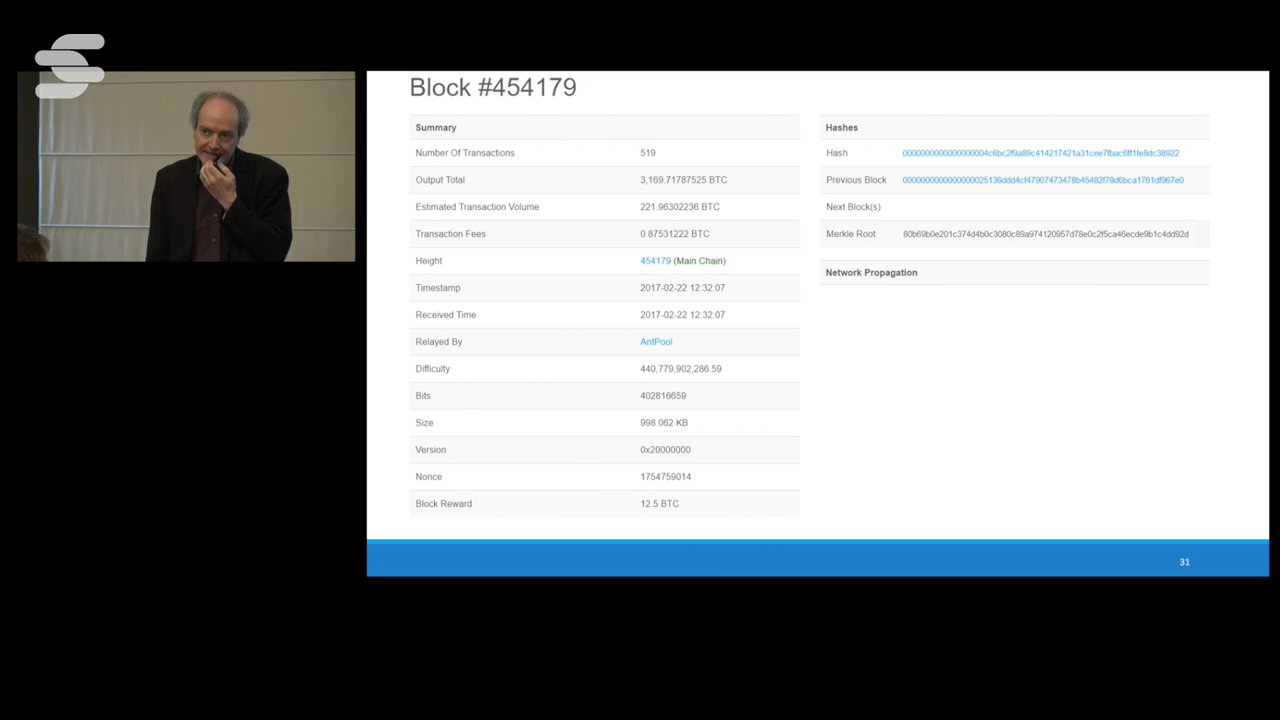 Block #454179
Summary
Number Of Transactions 519
Output Total 3,169.71787525 BTC
Estimated Transaction Volume 221.96302236 BTC
Transaction Fees 0.87531222 BTC
Height 454179 (Main Chain)
Timestamp 2017-02-22 12:32:07
Received Time 2017-02-22 12:32:07
Relayed By AntPool
Difficulty 440,779,902,286.59
Bits 402816659
Size 998.062 KB
Version 0x20000000
Nonce 1754759014
Block Reward 12.5 BTC
Hashes
Hash
Previous Block
Next Block(s)
Merkle Root 80b69b0e201c374d4b0c3080c89a974120957d78e0c2f5ca46ecde9b1c4dd92d
Network Propagation
31